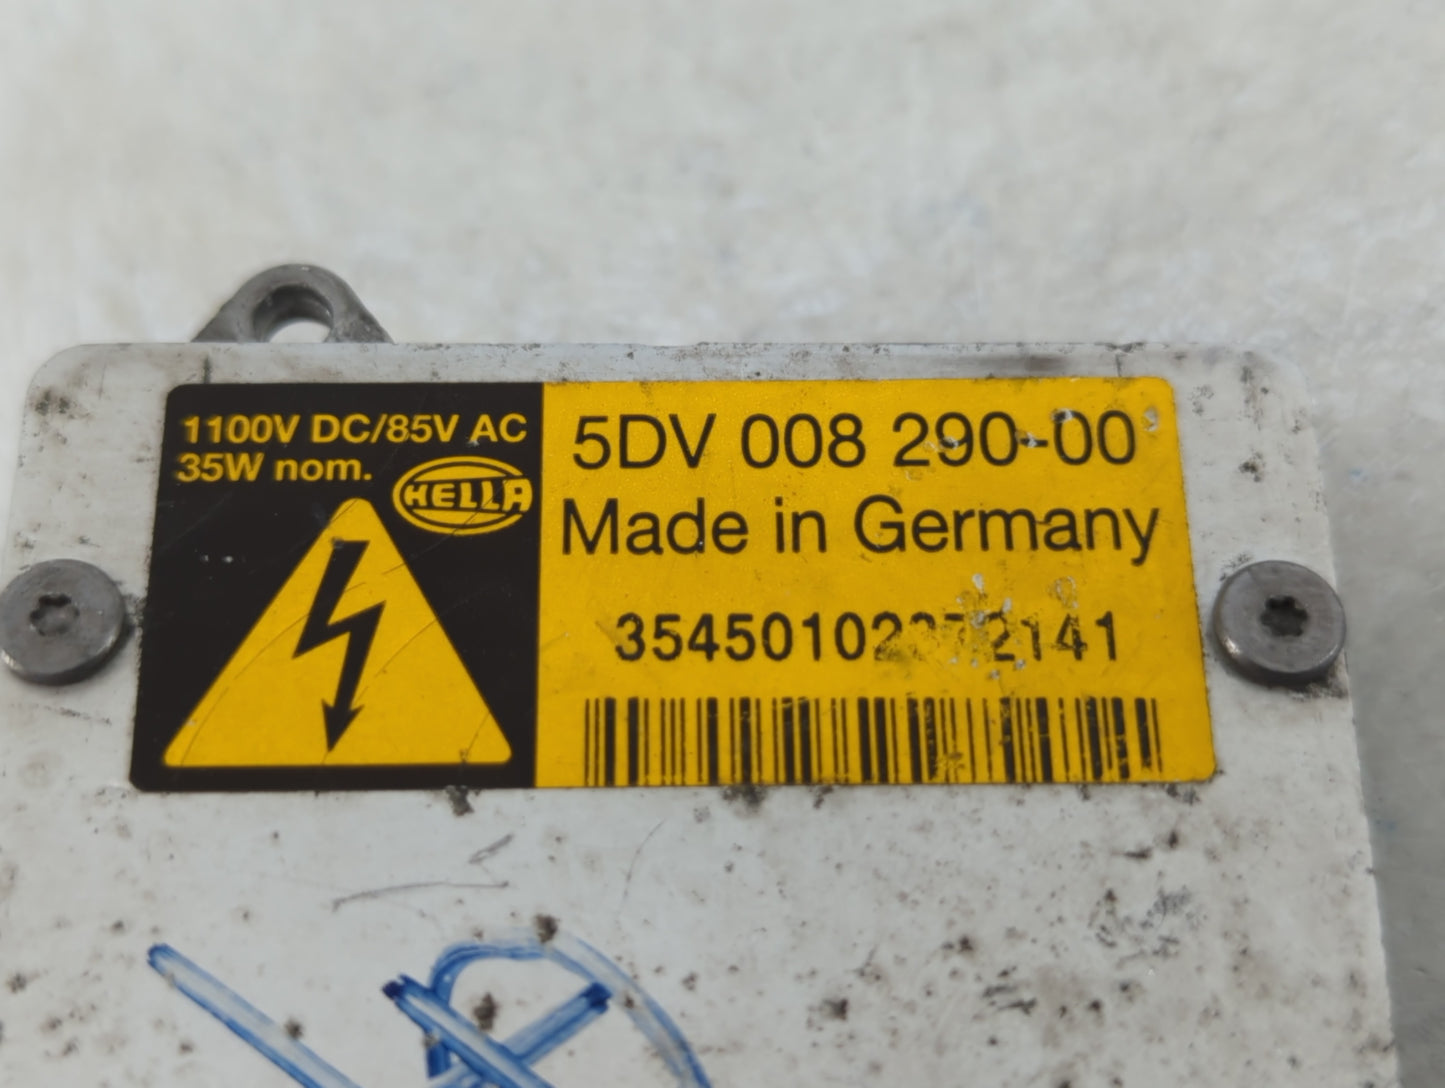 1100V DC/85V AC
35W nom.
HELLA
5DV 008 290-00
Made in Germany